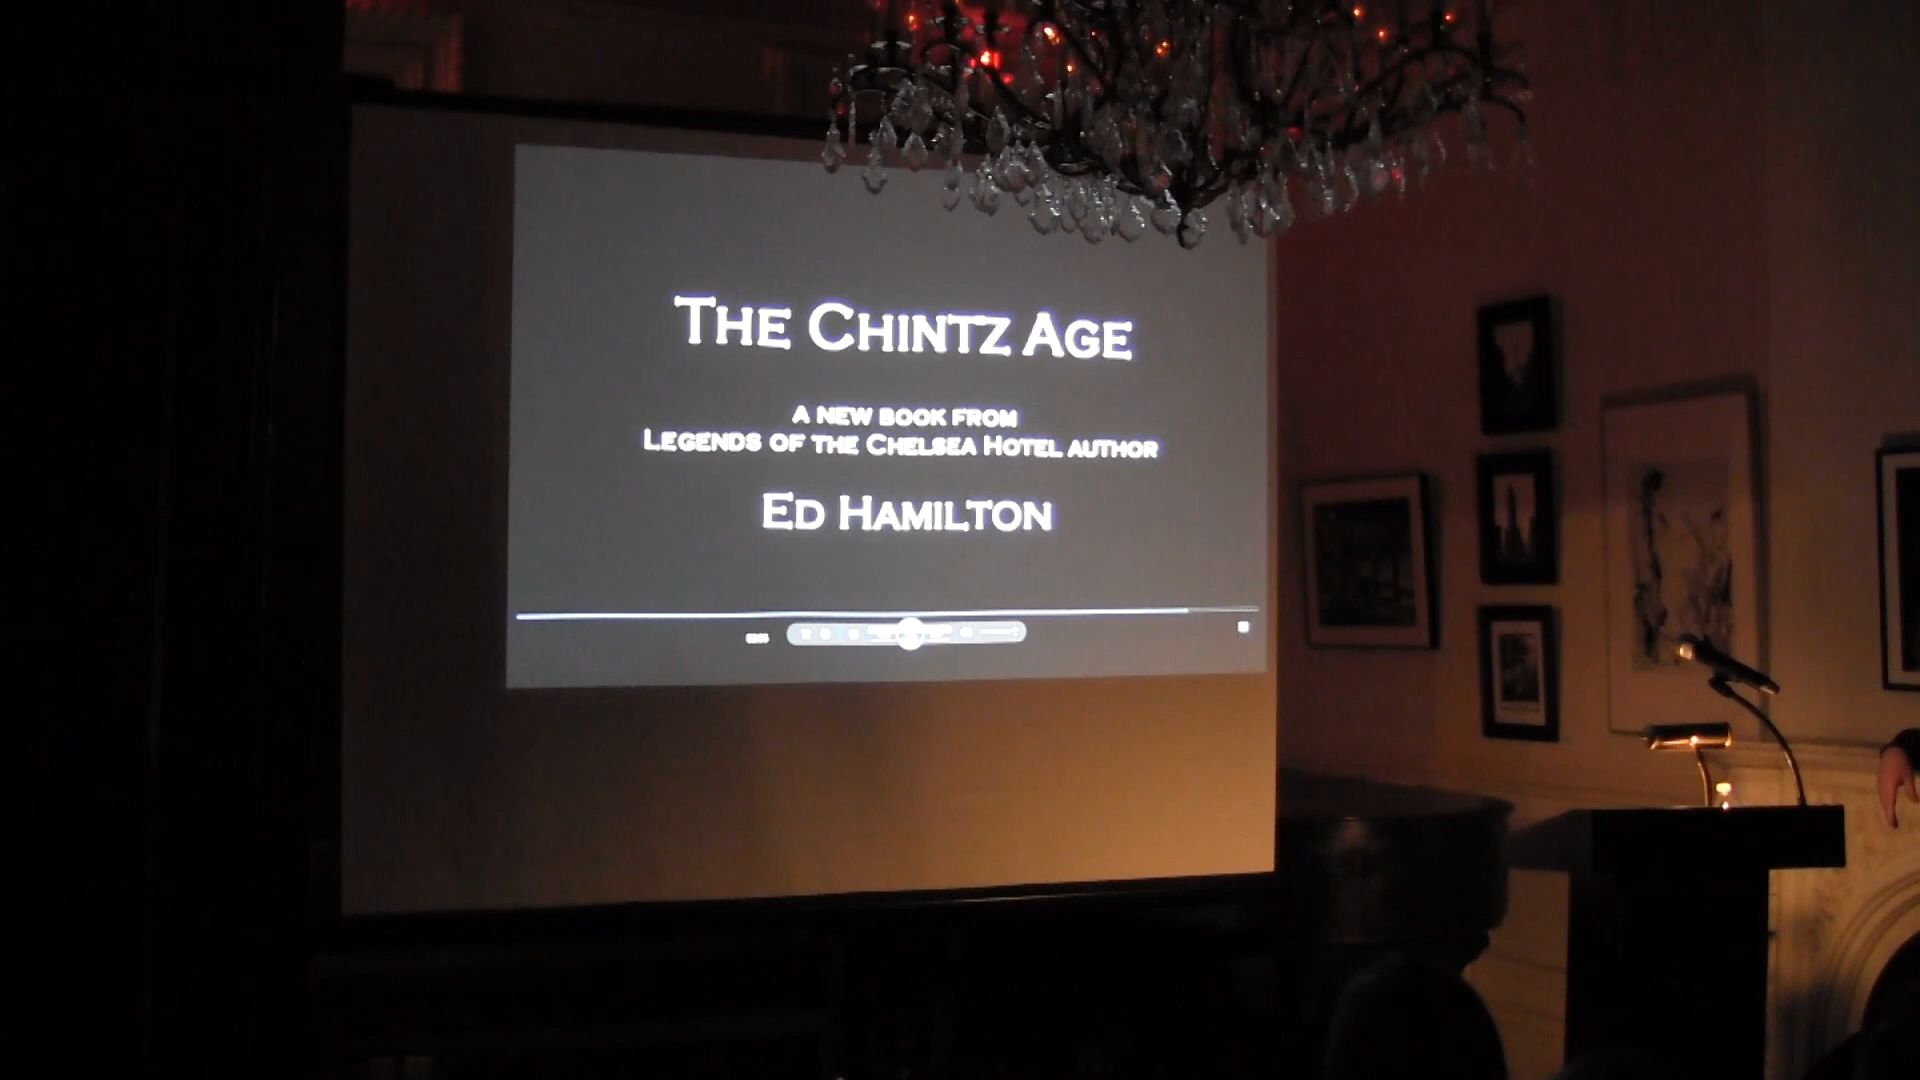 The Chintz Age
A new book from
Legends of the Chelsea Hotel author
Ed Hamilton